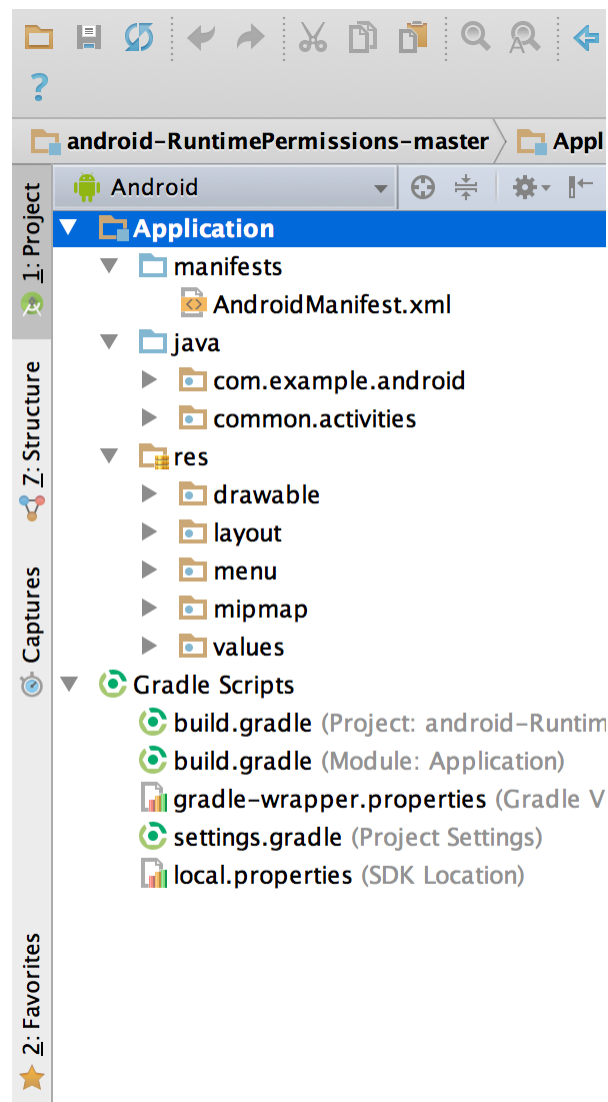 ?
android-RuntimePermissions-master Appl
Android
1: Project
Application
manifests
AndroidManifest.xml
java
com.example.android
common.activities
Z: Structure
res
drawable
layout
menu
mipmap
values
Captures
Gradle Scripts
build.gradle (Project: android-Runtim
build.gradle (Module: Application)
gradle-wrapper.properties (Gradle V
settings.gradle (Project Settings)
local.properties (SDK Location)
2: Favorites